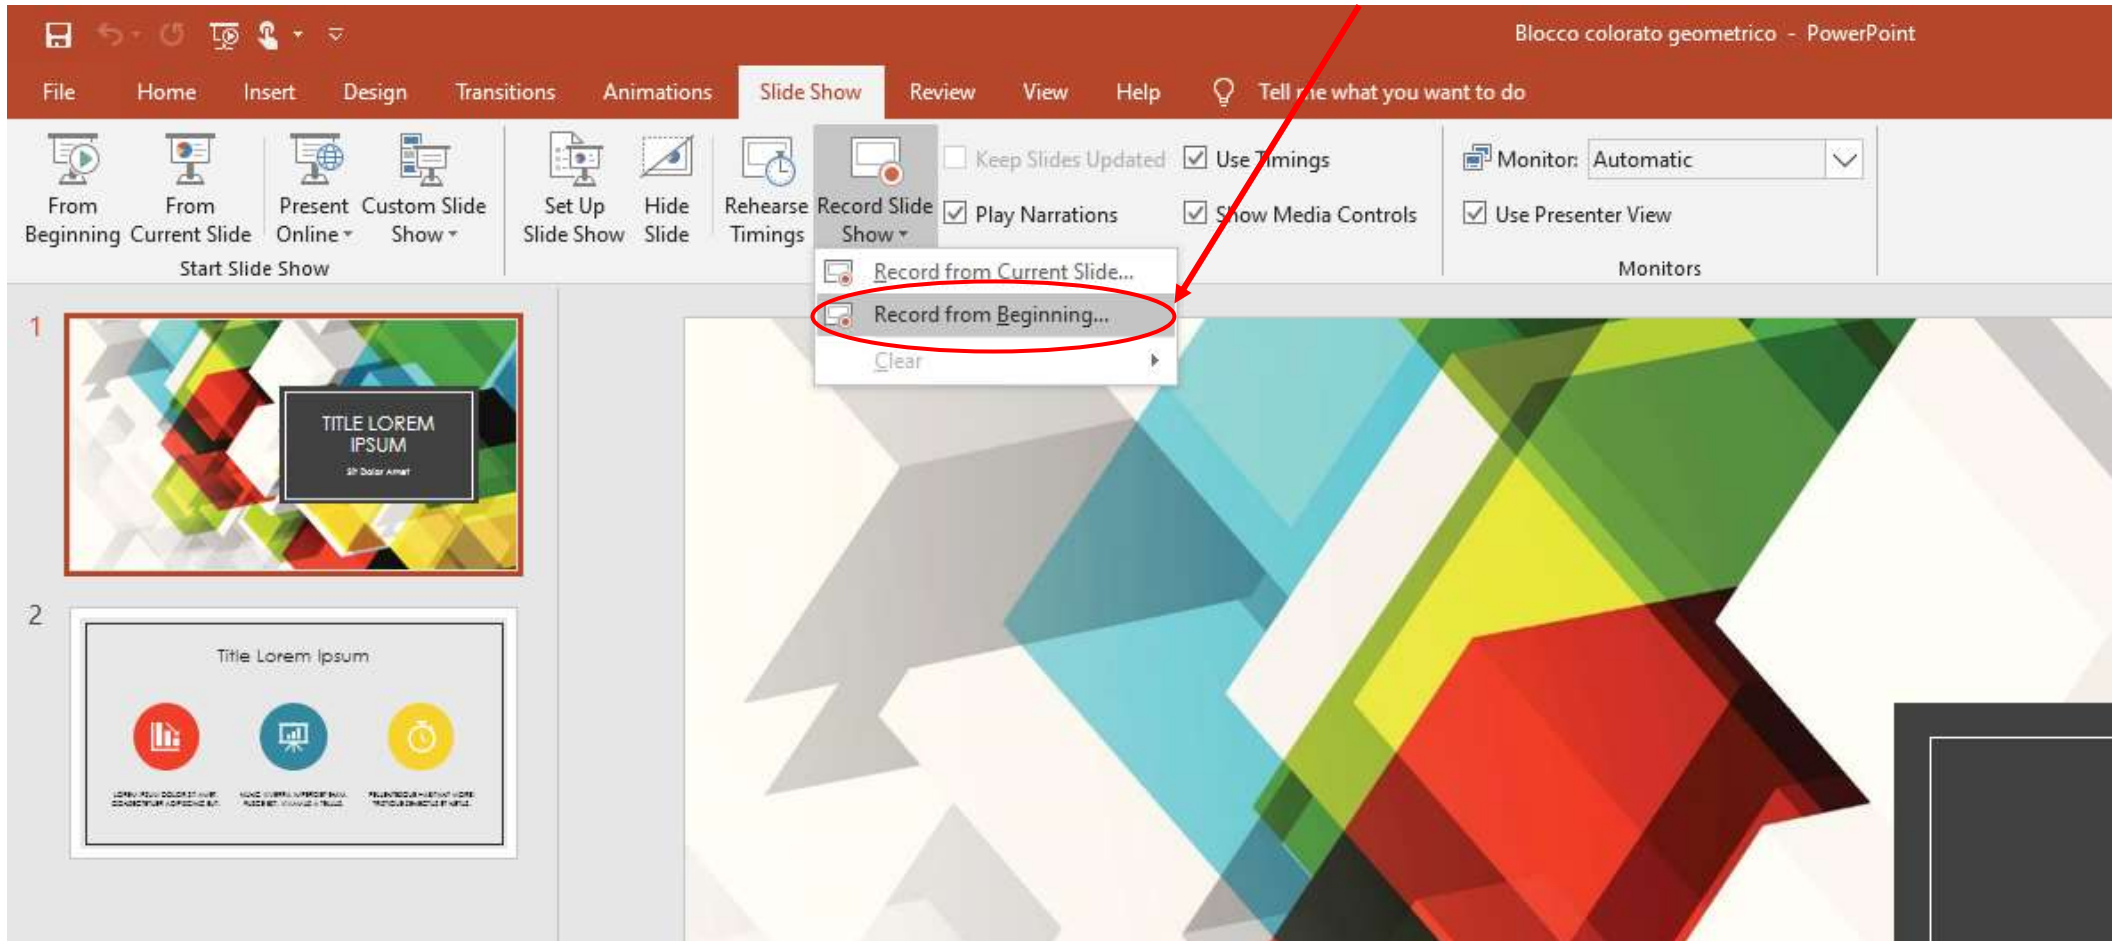 Blocco colorato geometrico - PowerPoint
File Home Insert Design Transitions Animations Slide Show Review View Help Tell me what you want to do
Keep Slides Updated Use Timings Monitor: Automatic
From Beginning
From Current Slide
Present Online
Custom Slide Show
Set Up Slide Show
Hide Slide
Rehearse Timings
Record Slide Show
Play Narrations Show Media Controls Use Presenter View
Start Slide Show Monitors
Record from Current Slide...
Record from Beginning...
Clear
1
TITLE LOREM
IPSUM
Sit Dolor Amet
2
Title Lorem Ipsum